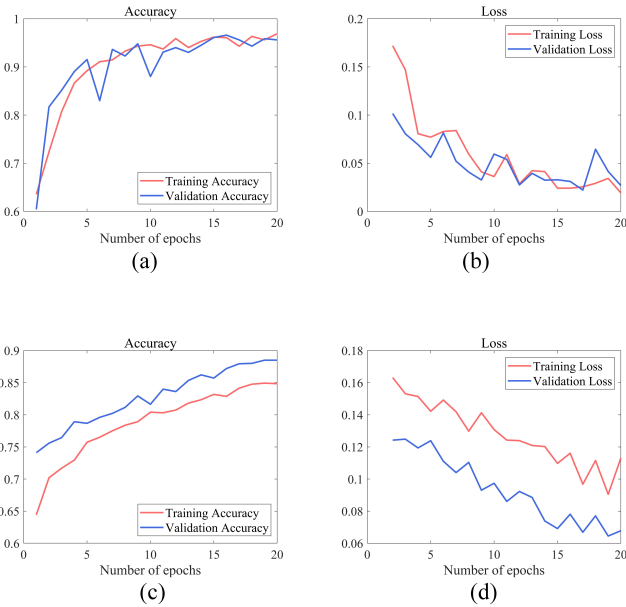 Accuracy
1
0.9
0.8
0.7
0.6
0 5 10 15 20
Training Accuracy
Validation Accuracy
Number of epochs
(a)
Loss
0.2
0.15
0.1
0.05
0
0 5 10 15 20
Training Loss
Validation Loss
Number of epochs
(b)
Accuracy
0.9
0.85
0.8
0.75
0.7
0.65
0.6
0 5 10 15 20
Training Accuracy
Validation Accuracy
Number of epochs
(c)
Loss
0.18
0.16
0.14
0.12
0.1
0.08
0.06
0 5 10 15 20
Training Loss
Validation Loss
Number of epochs
(d)